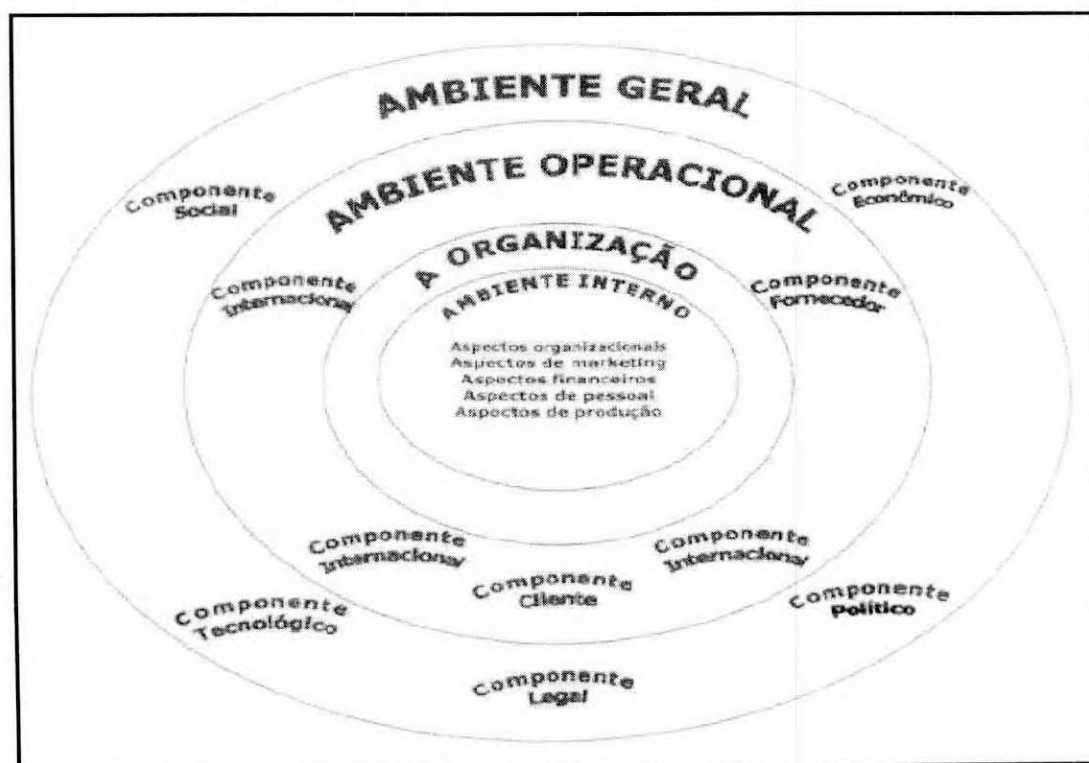 AMBIENTE GERAL
AMBIENTE OPERACIONAL
Componente
Social
Componente
Econômico
A ORGANIZAÇÃO
Componente
Internacional
Componente
Fornecedor
AMBIENTE INTERNO
Aspectos organizacionais
Aspectos de marketing
Aspectos financeiros
Aspectos de pessoal
Aspectos de produção
Componente
Internacional
Componente
Internacional
Componente
Cliente
Componente
Tecnológico
Componente
Político
Componente
Legal